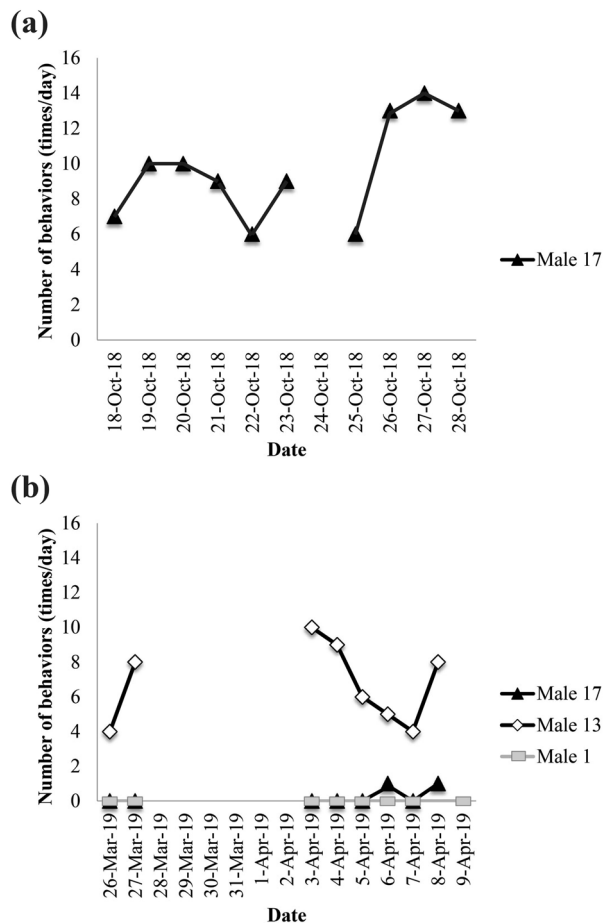 (a)
Number of behaviors (times/day)
16
14
12
10
8
6
4
2
0
18-Oct-18
19-Oct-18
20-Oct-18
21-Oct-18
22-Oct-18
23-Oct-18
24-Oct-18
25-Oct-18
26-Oct-18
27-Oct-18
28-Oct-18
Date
Male 17
(b)
Number of behaviors (times/day)
16
14
12
10
8
6
4
2
0
26-Mar-19
27-Mar-19
28-Mar-19
29-Mar-19
30-Mar-19
31-Mar-19
1-Apr-19
2-Apr-19
3-Apr-19
4-Apr-19
5-Apr-19
6-Apr-19
7-Apr-19
8-Apr-19
9-Apr-19
Date
Male 17
Male 13
Male 1